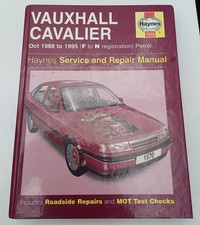 VAUXHALL
CAVALIER
Haynes
1570
Oct 1988 to 1995 (F to N registration) Petrol
Haynes Service and Repair Manual
1570
Includes Roadside Repairs and MOT Test Checks